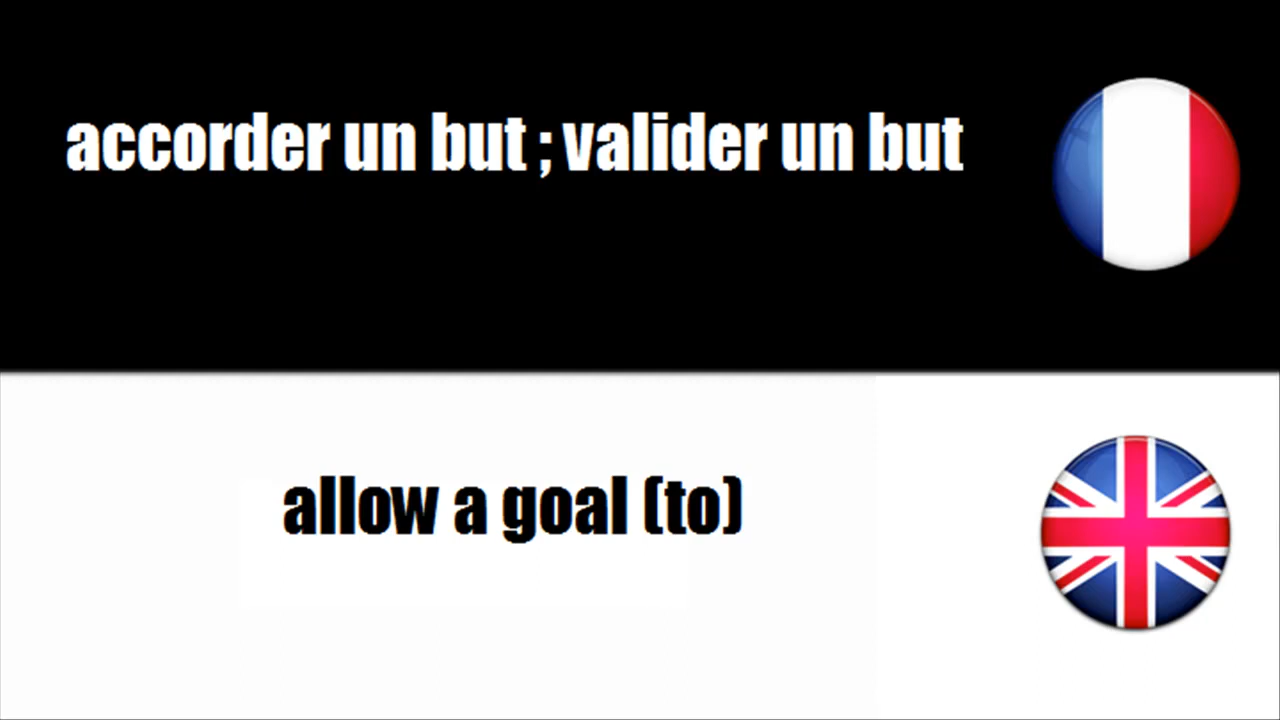 accorder un but ; valider un but
allow a goal (to)